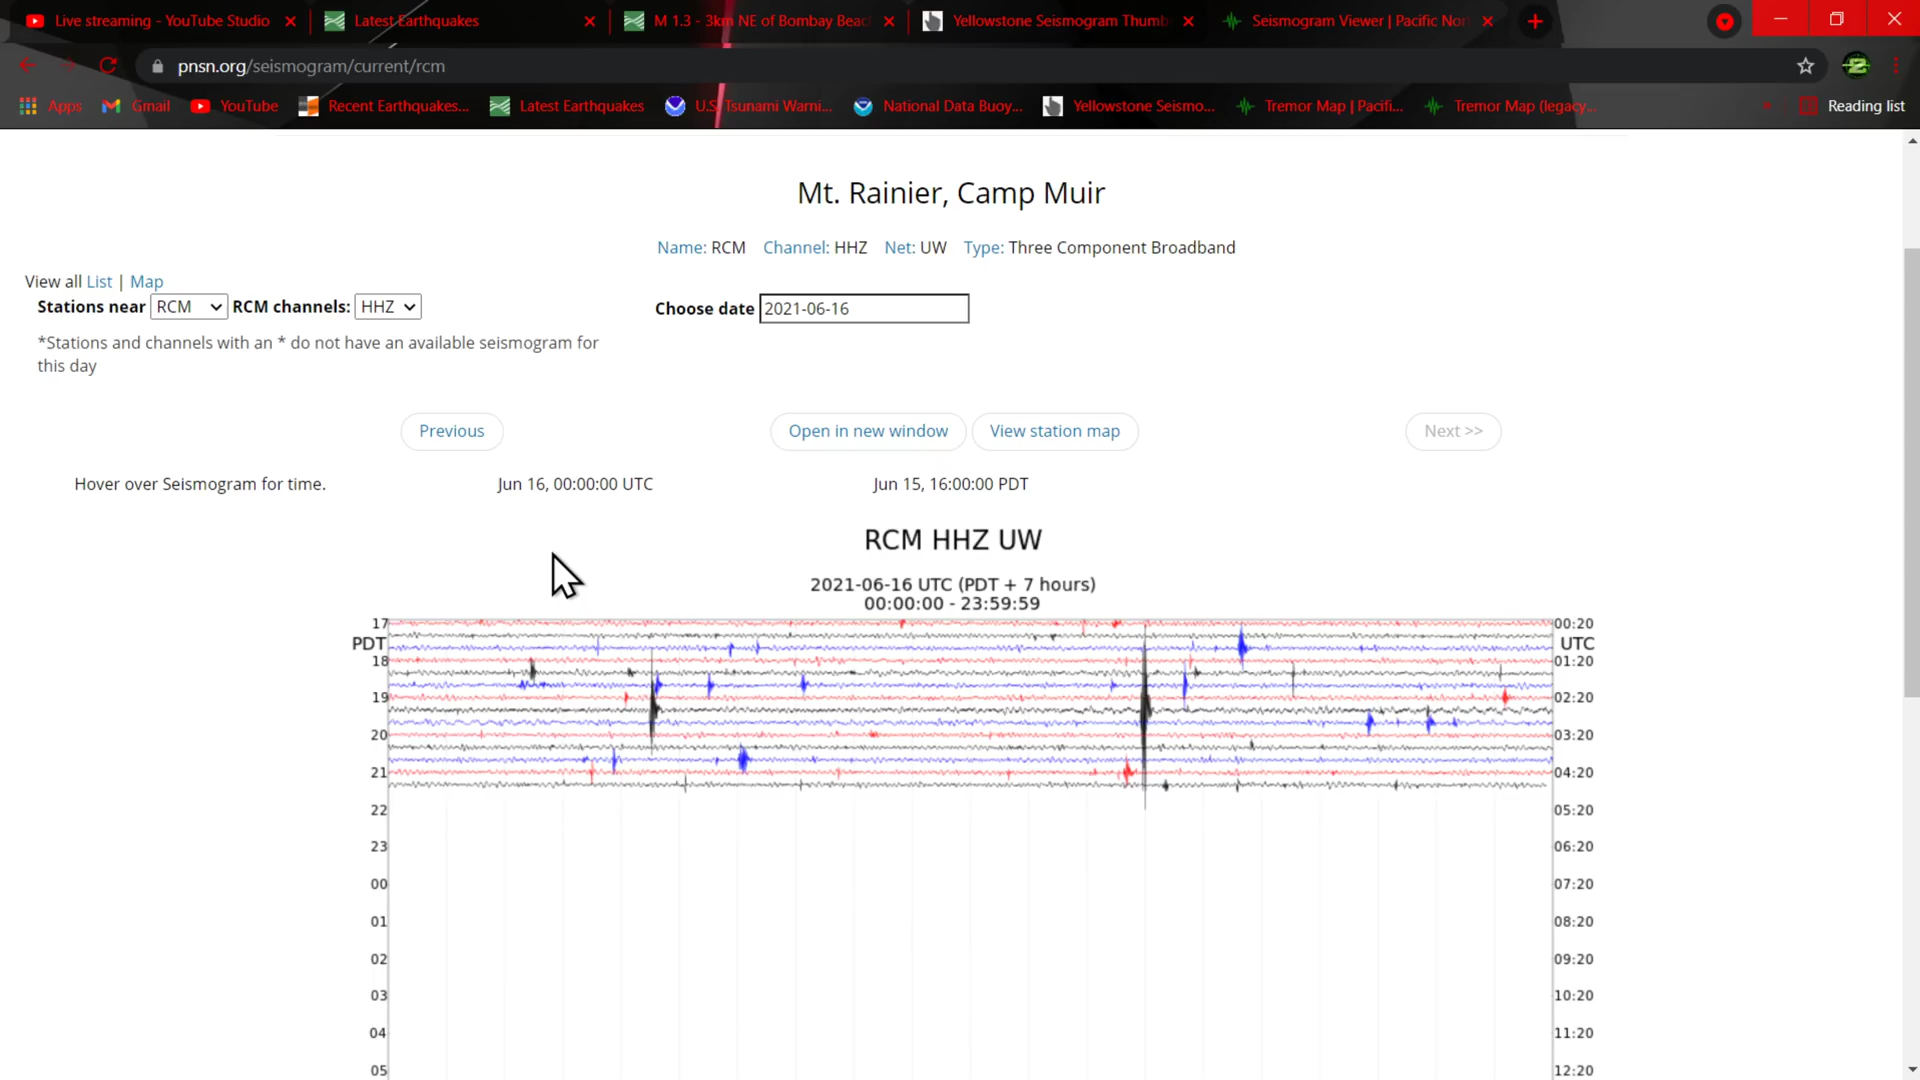 Live streaming - YouTube Studio
Latest Earthquakes
M 1.3 - 3km NE of Bombay Beac
Yellowstone Seismogram Thumb
Seismogram Viewer | Pacific Nor
pnsn.org/seismogram/current/rcm
Apps
Gmail
YouTube
Recent Earthquakes...
Latest Earthquakes
U.S. Tsunami Warni...
National Data Buoy...
Yellowstone Seismo...
Tremor Map | Pacifi...
Tremor Map (legacy...
Reading list
Mt. Rainier, Camp Muir
Name: RCM Channel: HHZ Net: UW Type: Three Component Broadband
View all List | Map
Stations near RCM RCM channels: HHZ
Choose date 2021-06-16
*Stations and channels with an * do not have an available seismogram for
this day
Previous
Open in new window
View station map
Next >>
Hover over Seismogram for time.
Jun 16, 00:00:00 UTC
Jun 15, 16:00:00 PDT
RCM HHZ UW
2021-06-16 UTC (PDT + 7 hours)
00:00:00 - 23:59:59
17 00:20
PDT UTC
18 01:20
19 02:20
20 03:20
21 04:20
22 05:20
23 06:20
00 07:20
01 08:20
02 09:20
03 10:20
04 11:20
05 12:20